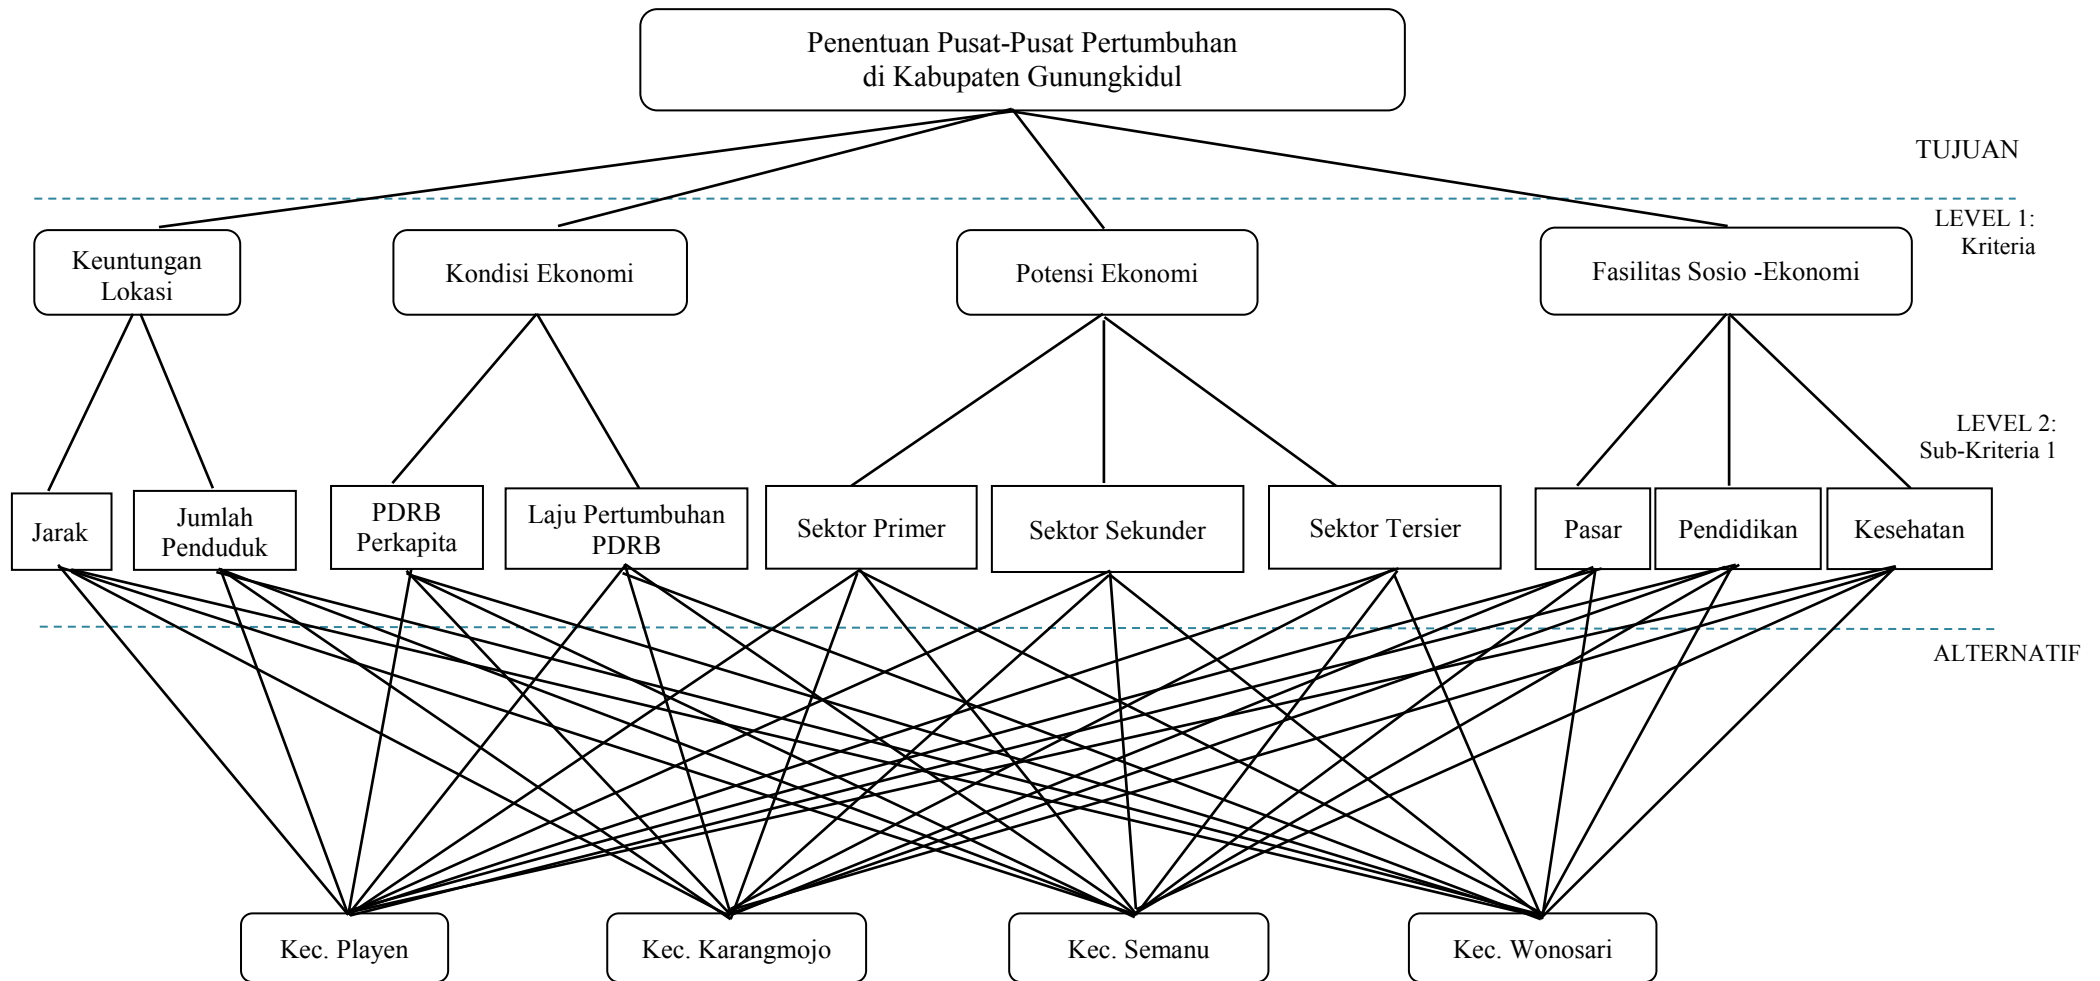 Penentuan Pusat-Pusat Pertumbuhan
di Kabupaten Gunungkidul
TUJUAN
LEVEL 1:
Kriteria
Keuntungan
Lokasi
Kondisi Ekonomi
Potensi Ekonomi
Fasilitas Sosio -Ekonomi
LEVEL 2:
Sub-Kriteria 1
Jarak
Jumlah
Penduduk
PDRB
Perkapita
Laju Pertumbuhan
PDRB
Sektor Primer
Sektor Sekunder
Sektor Tersier
Pasar
Pendidikan
Kesehatan
ALTERNATIF
Kec. Playen
Kec. Karangmojo
Kec. Semanu
Kec. Wonosari